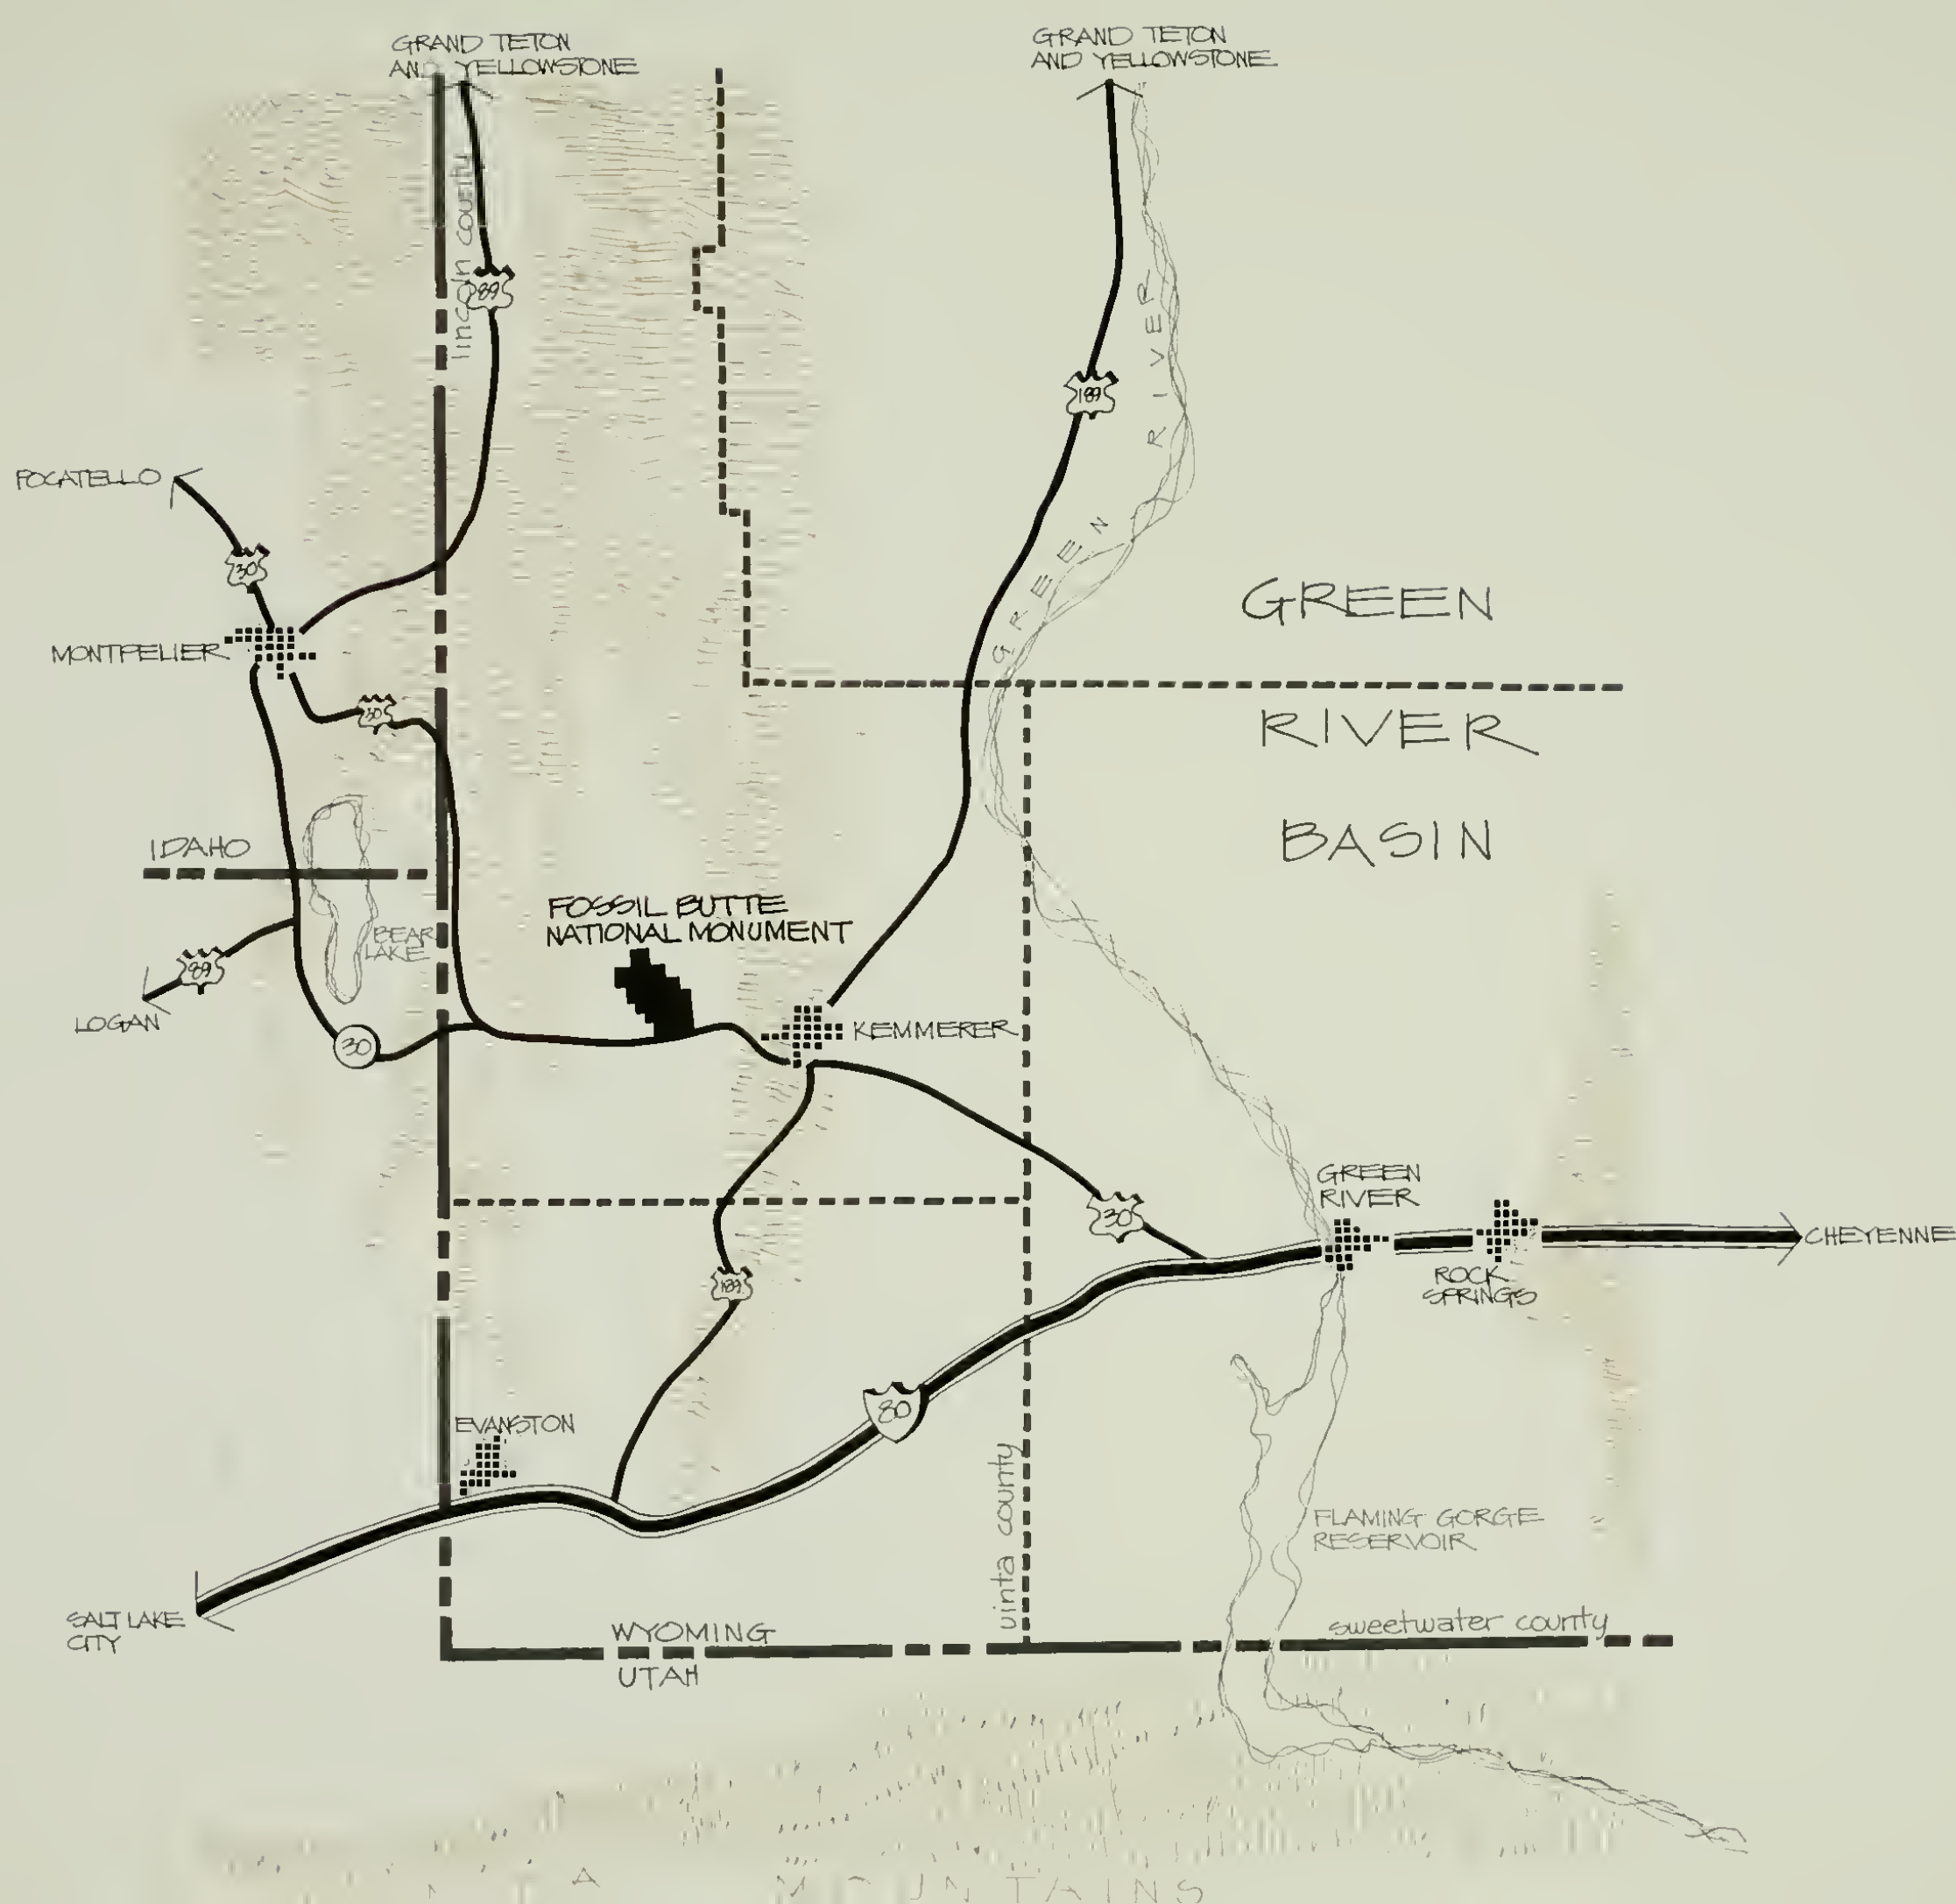 GRAND TETON
AND YELLOWSTONE
GRAND TETON
AND YELLOWSTONE
lincoln county
89
189
GREEN RIVER
POCATELLO
30
MONTPELIER
30
GREEN
RIVER
BASIN
IDAHO
BEAR
LAKE
89
LOGAN
30
FOSSIL BUTTE
NATIONAL MONUMENT
KEMMERER
30
GREEN
RIVER
ROCK
SPRINGS
CHEYENNE
189
80
EVANSTON
uinta county
FLAMING GORGE
RESERVOIR
SALT LAKE
CITY
WYOMING
UTAH
sweetwater county
MOUNTAINS